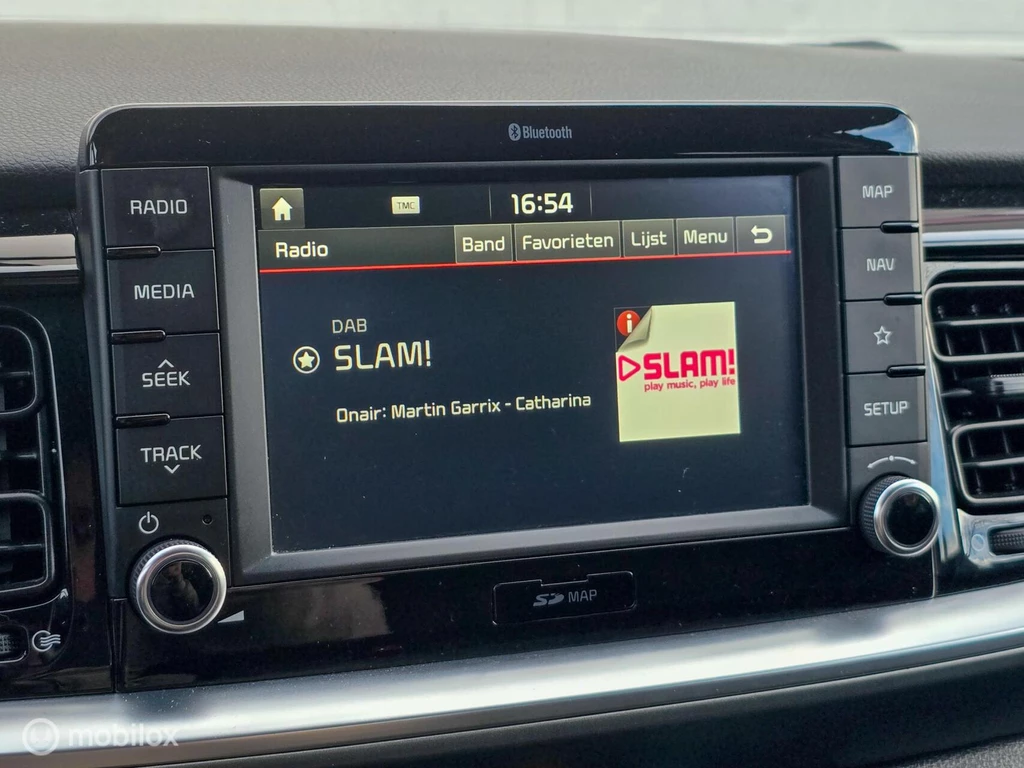 Bluetooth
RADIO
MEDIA
SEEK
TRACK
TMC
16:54
Radio
Band
Favorieten
Lijst
Menu
DAB
SLAM!
Onair: Martin Garrix - Catharina
i
SLAM!
play music, play life
MAP
NAV
SETUP
SD MAP
mobilox